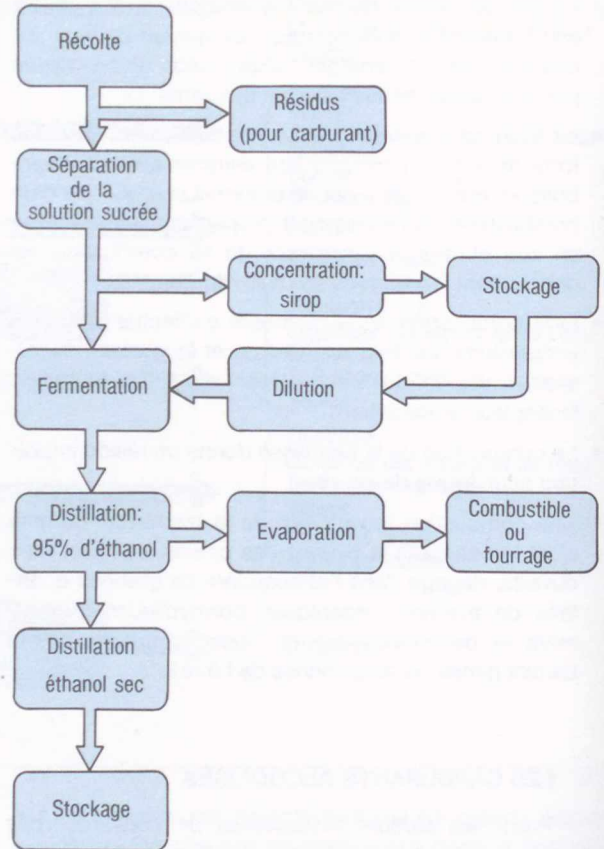 Récolte
Résidus
(pour carburant)
Séparation
de la
solution sucrée
Concentration:
sirop
Stockage
Fermentation
Dilution
Distillation:
95% d'éthanol
Evaporation
Combustible
ou
fourrage
Distillation
éthanol sec
Stockage